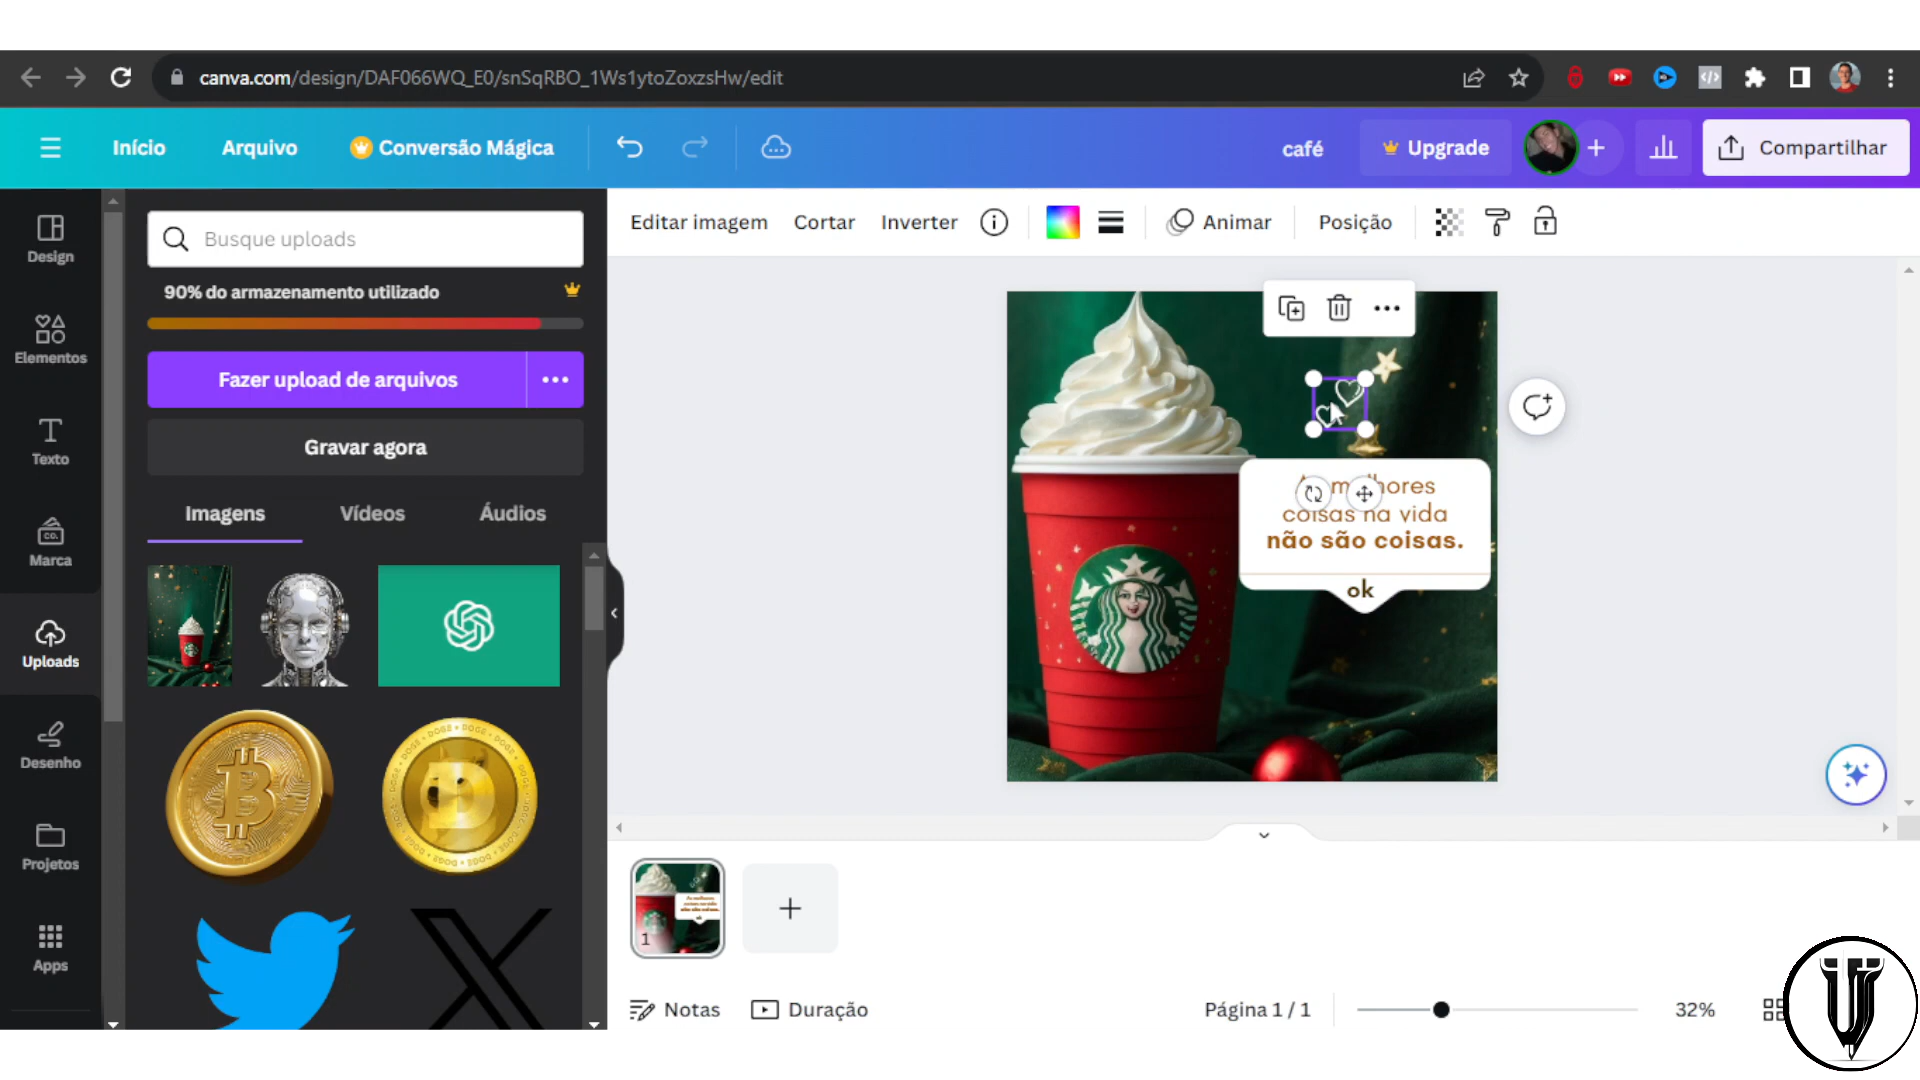 canva.com/design/DAF066WQ_E0/snSqRBO_1Ws1ytoZoxzsHw/edit
Início
Arquivo
Conversão Mágica
café
Upgrade
Compartilhar
Design
Elementos
Texto
Marca
Uploads
Desenho
Projetos
Apps
Busque uploads
90% do armazenamento utilizado
Fazer upload de arquivos
Gravar agora
Imagens
Vídeos
Áudios
Editar imagem
Cortar
Inverter
Animar
Posição
coisas na vida
não são coisas.
ok
1
Notas
Duração
Página 1 / 1
32%